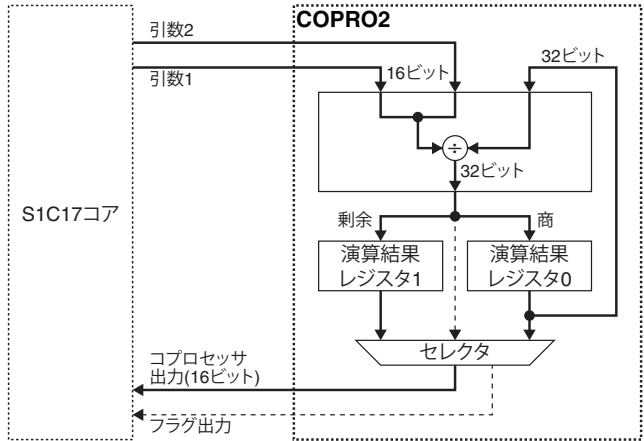 COPRO2
引数2
引数1
16ビット
32ビット
÷
32ビット
S1C17コア
剰余
商
演算結果
レジスタ1
演算結果
レジスタ0
セレクタ
コプロセッサ
出力(16ビット)
フラグ出力